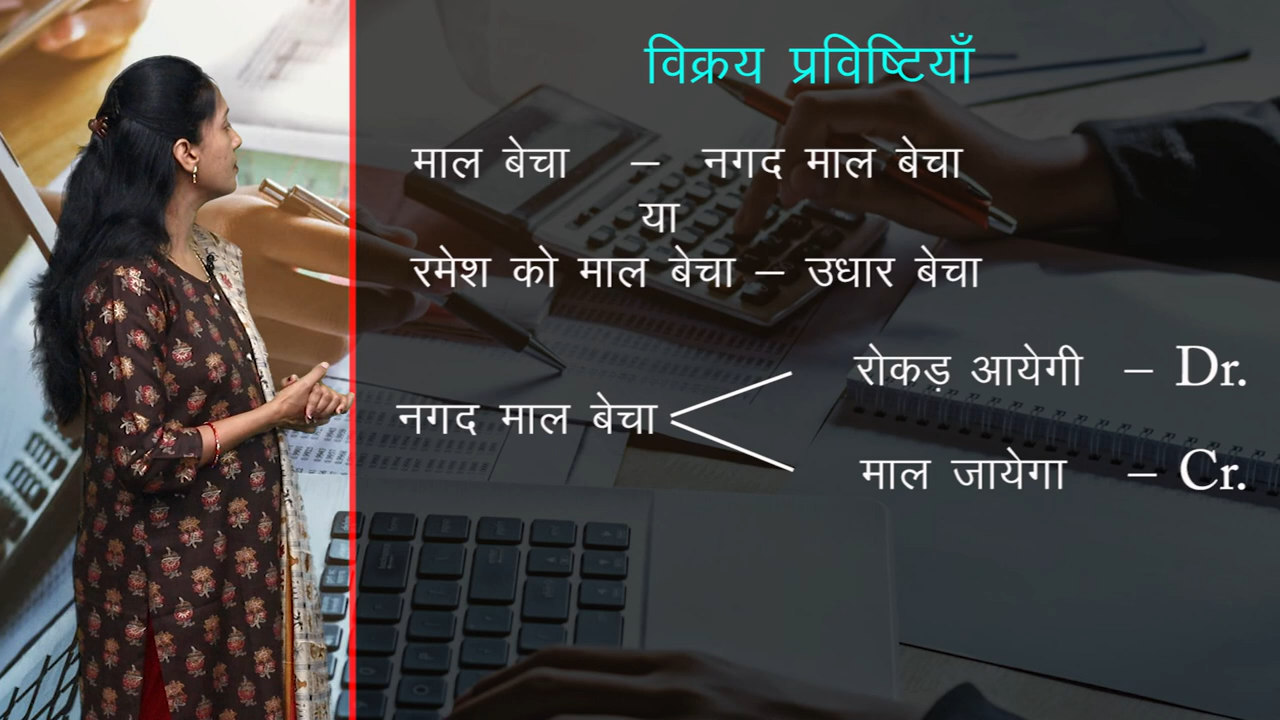 विक्रय प्रविष्टियाँ
माल बेचा – नगद माल बेचा
या
रमेश को माल बेचा – उधार बेचा
रोकड़ आयेगी – Dr.
नगद माल बेचा
माल जायेगा – Cr.